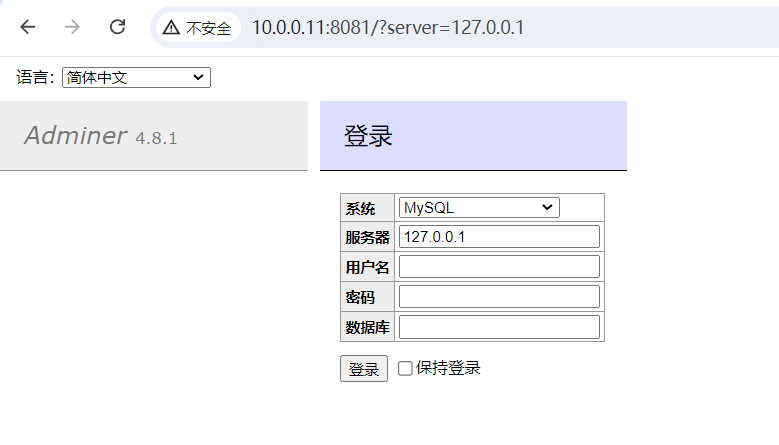 不安全 10.0.0.11:8081/?server=127.0.0.1
语言: 简体中文
Adminer 4.8.1
登录
系统 MySQL
服务器 127.0.0.1
用户名
密码
数据库
登录 保持登录